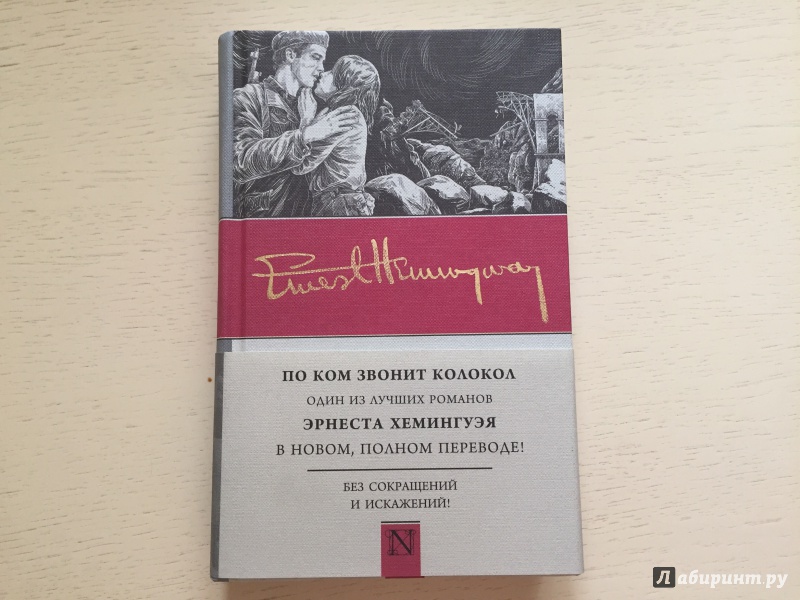 Ernest Hemingway
ПО КОМ ЗВОНИТ КОЛОКОЛ
ОДИН ИЗ ЛУЧШИХ РОМАНОВ
ЭРНЕСТА ХЕМИНГУЭЯ
В НОВОМ, ПОЛНОМ ПЕРЕВОДЕ!
БЕЗ СОКРАЩЕНИЙ
И ИСКАЖЕНИЙ!
N
Лабиринт.ру